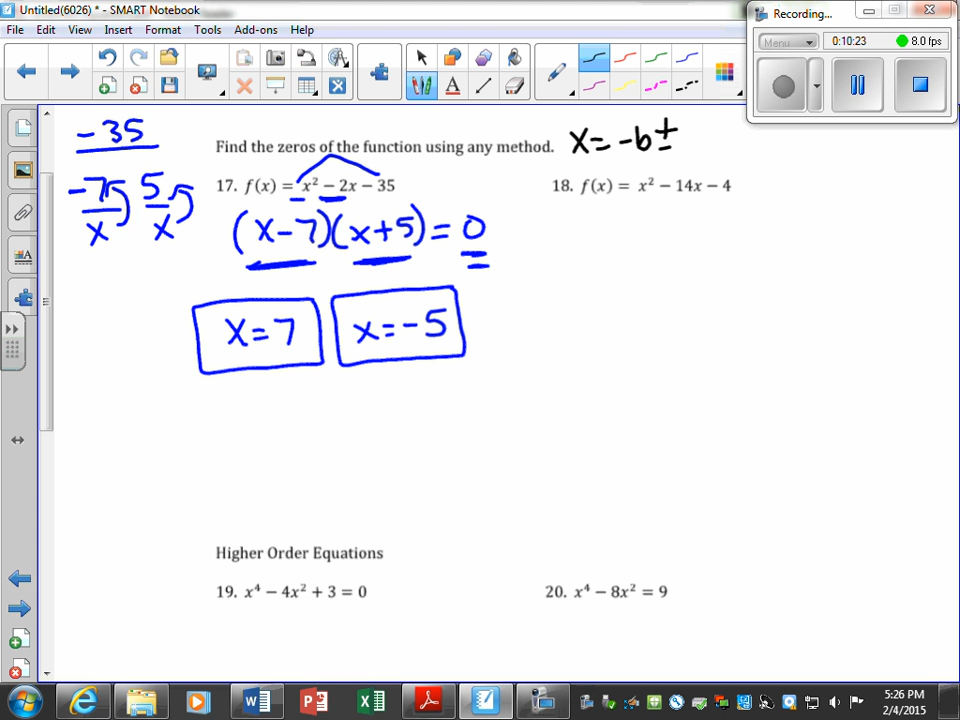 Untitled(6026) * - SMART Notebook
File Edit View Insert Format Tools Add-ons Help
Recording...
Menu 0:10:23 8.0 fps
-35
-7 5
x x
Find the zeros of the function using any method.
x = -b ±
17. f(x) = x² − 2x − 35
18. f(x) = x² − 14x − 4
(x-7)(x+5) = 0
x = 7 x = -5
Higher Order Equations
19. x⁴ − 4x² + 3 = 0
20. x⁴ − 8x² = 9
5:26 PM
2/4/2015